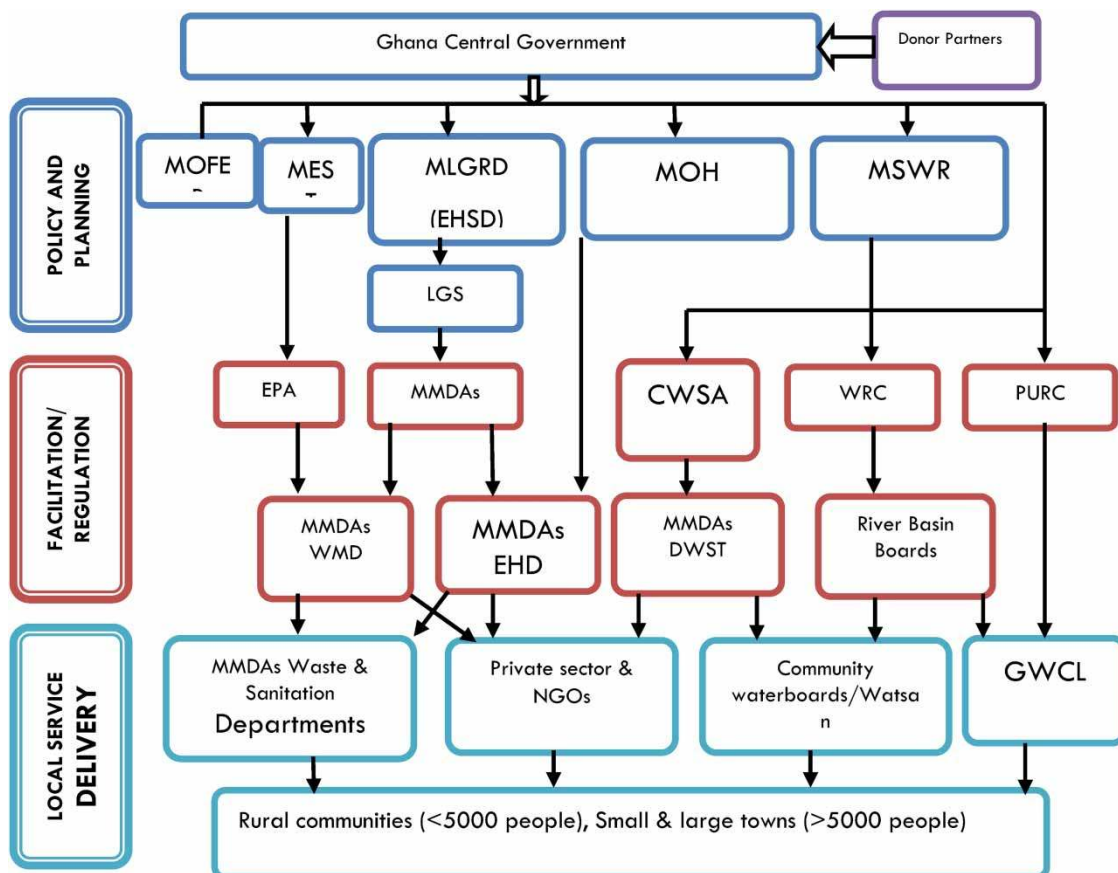 Ghana Central Government
Donor Partners
POLICY AND
PLANNING
MOFE
MES
MLGRD
(EHSD)
MOH
MSWR
LGS
FACILITATION/
REGULATION
EPA
MMDAs
CWSA
WRC
PURC
MMDAs
WMD
MMDAs
EHD
MMDAs
DWST
River Basin
Boards
LOCAL SERVICE
DELIVERY
MMDAs Waste &
Sanitation
Departments
Private sector &
NGOs
Community
waterboards/Watsa
n
GWCL
Rural communities (<5000 people), Small & large towns (>5000 people)